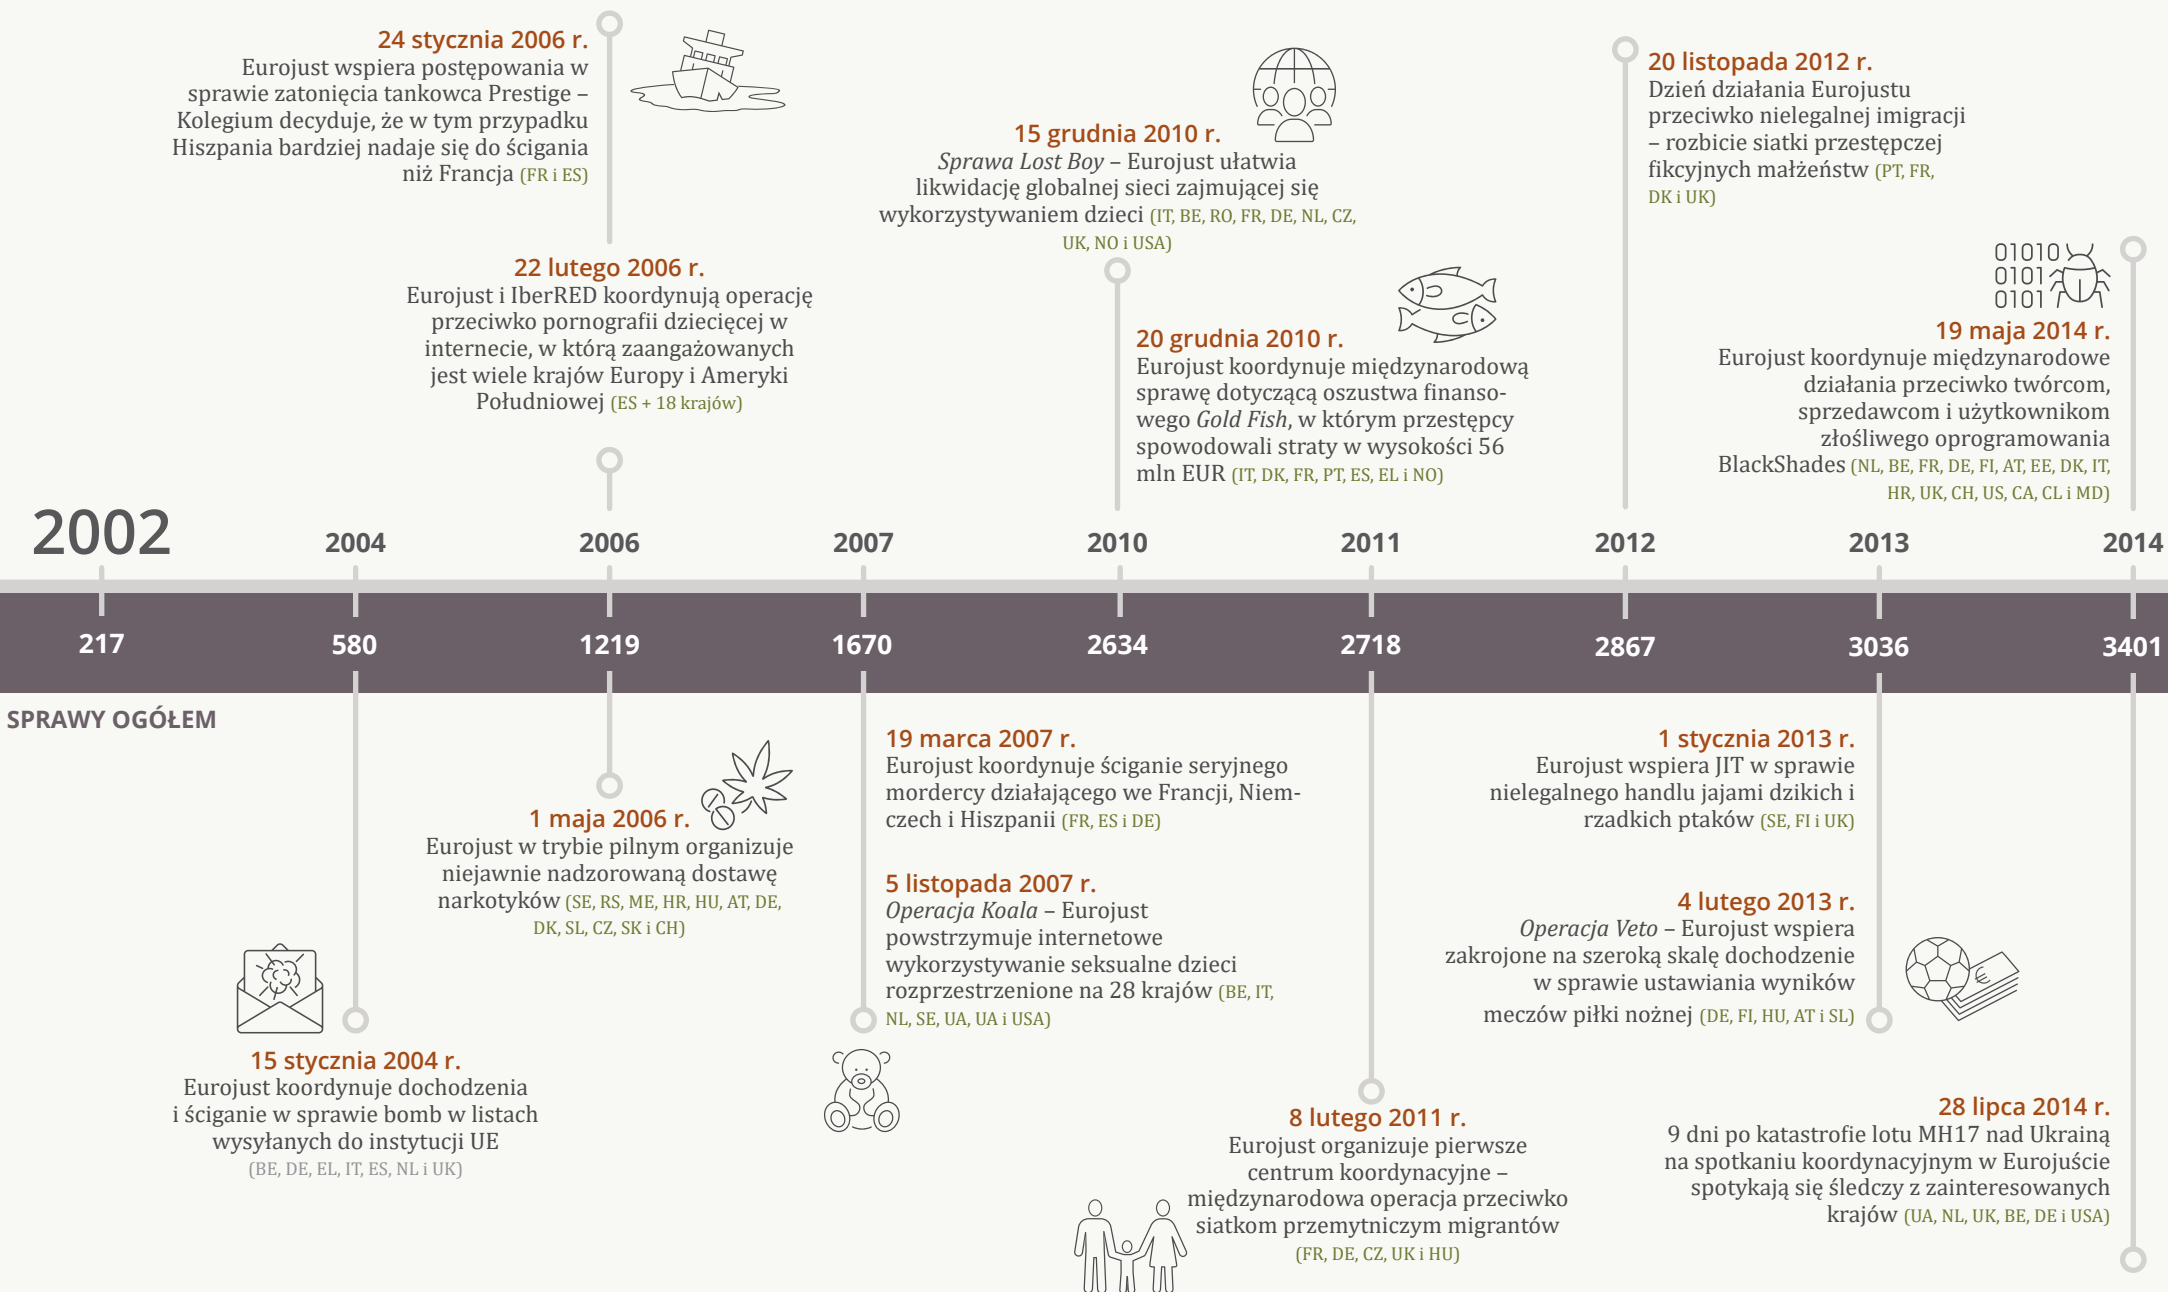 24 stycznia 2006 r.
Eurojust wspiera postępowania w
sprawie zatonięcia tankowca Prestige –
Kolegium decyduje, że w tym przypadku
Hiszpania bardziej nadaje się do ścigania
niż Francja (FR i ES)
22 lutego 2006 r.
Eurojust i IberRED koordynują operację
przeciwko pornografii dziecięcej w
internecie, w którą zaangażowanych
jest wiele krajów Europy i Ameryki
Południowej (ES + 18 krajów)
15 grudnia 2010 r.
Sprawa Lost Boy – Eurojust ułatwia
likwidację globalnej sieci zajmującej się
wykorzystywaniem dzieci (IT, BE, RO, FR, DE, NL, CZ,
UK, NO i USA)
20 grudnia 2010 r.
Eurojust koordynuje międzynarodową
sprawę dotyczącą oszustwa finanso-
wego Gold Fish, w którym przestępcy
spowodowali straty w wysokości 56
mln EUR (IT, DK, FR, PT, ES, EL i NO)
20 listopada 2012 r.
Dzień działania Eurojustu
przeciwko nielegalnej imigracji
– rozbicie siatki przestępczej
fikcyjnych małżeństw (PT, FR,
DK i UK)
01010
0101
0101
19 maja 2014 r.
Eurojust koordynuje międzynarodowe
działania przeciwko twórcom,
sprzedawcom i użytkownikom
złośliwego oprogramowania
BlackShades (NL, BE, FR, DE, FI, AT, EE, DK, IT,
HR, UK, CH, US, CA, CL i MD)
2002 2004 2006 2007 2010 2011 2012 2013 2014
217 580 1219 1670 2634 2718 2867 3036 3401
SPRAWY OGÓŁEM
15 stycznia 2004 r.
Eurojust koordynuje dochodzenia
i ściganie w sprawie bomb w listach
wysyłanych do instytucji UE
(BE, DE, EL, IT, ES, NL i UK)
1 maja 2006 r.
Eurojust w trybie pilnym organizuje
niejawnie nadzorowaną dostawę
narkotyków (SE, RS, ME, HR, HU, AT, DE,
DK, SL, CZ, SK i CH)
19 marca 2007 r.
Eurojust koordynuje ściganie seryjnego
mordercy działającego we Francji, Niem-
czech i Hiszpanii (FR, ES i DE)
5 listopada 2007 r.
Operacja Koala – Eurojust
powstrzymuje internetowe
wykorzystywanie seksualne dzieci
rozprzestrzenione na 28 krajów (BE, IT,
NL, SE, UA, UA i USA)
8 lutego 2011 r.
Eurojust organizuje pierwsze
centrum koordynacyjne –
międzynarodowa operacja przeciwko
siatkom przemytniczym migrantów
(FR, DE, CZ, UK i HU)
1 stycznia 2013 r.
Eurojust wspiera JIT w sprawie
nielegalnego handlu jajami dzikich i
rzadkich ptaków (SE, FI i UK)
4 lutego 2013 r.
Operacja Veto – Eurojust wspiera
zakrojone na szeroką skalę dochodzenie
w sprawie ustawiania wyników
meczów piłki nożnej (DE, FI, HU, AT i SL)
€
28 lipca 2014 r.
9 dni po katastrofie lotu MH17 nad Ukrainą
na spotkaniu koordynacyjnym w Eurojuście
spotykają się śledczy z zainteresowanych
krajów (UA, NL, UK, BE, DE i USA)